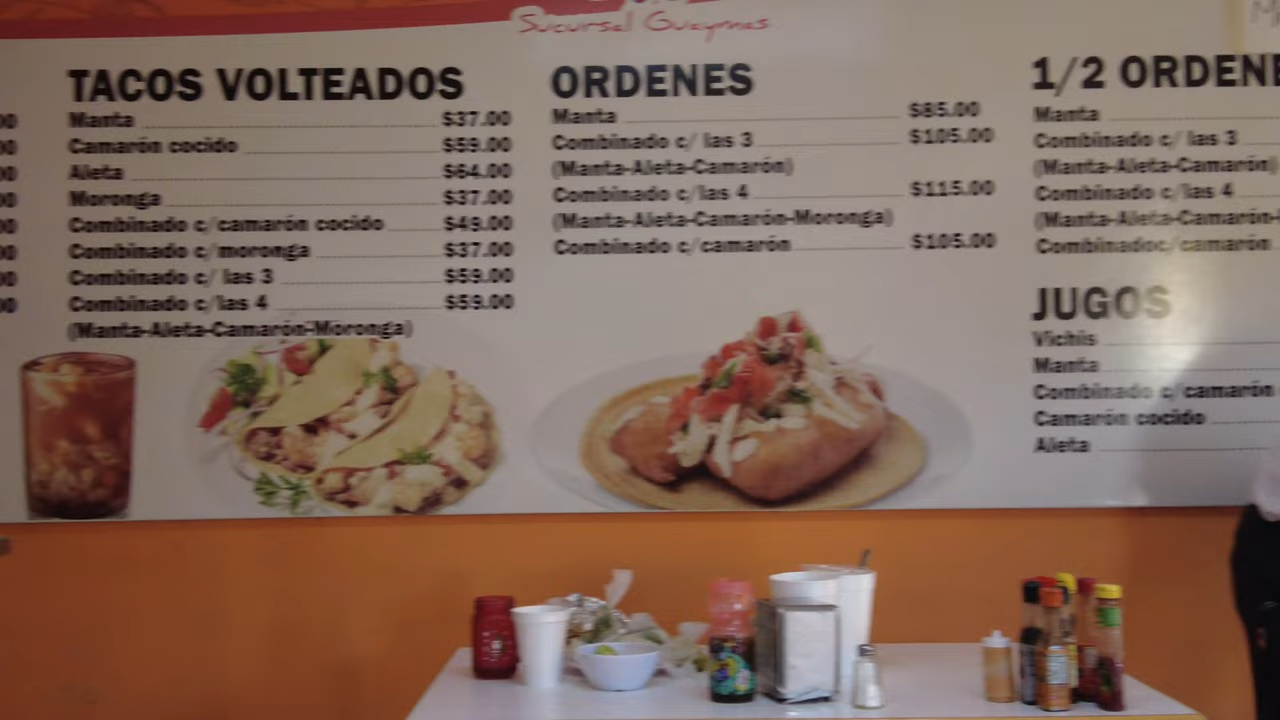 Sucursal Guaymas
TACOS VOLTEADOS
Manta $37.00
Camarón cocido $59.00
Aleta $64.00
Moronga $37.00
Combinado c/camarón cocido $49.00
Combinado c/moronga $37.00
Combinado c/ las 3 $59.00
Combinado c/las 4 $59.00
(Manta-Aleta-Camarón-Moronga)
ORDENES
Manta $85.00
Combinado c/ las 3 $105.00
(Manta-Aleta-Camarón)
Combinado c/las 4 $115.00
(Manta-Aleta-Camarón-Moronga)
Combinado c/camarón $105.00
1/2 ORDENE
Manta
Combinado c/ las 3
(Manta-Aleta-Camarón)
Combinado c/las 4
(Manta-Aleta-Camarón-
Combinadoc/camarón
JUGOS
Vichis
Manta
Combinado c/camarón
Camarón cocido
Aleta